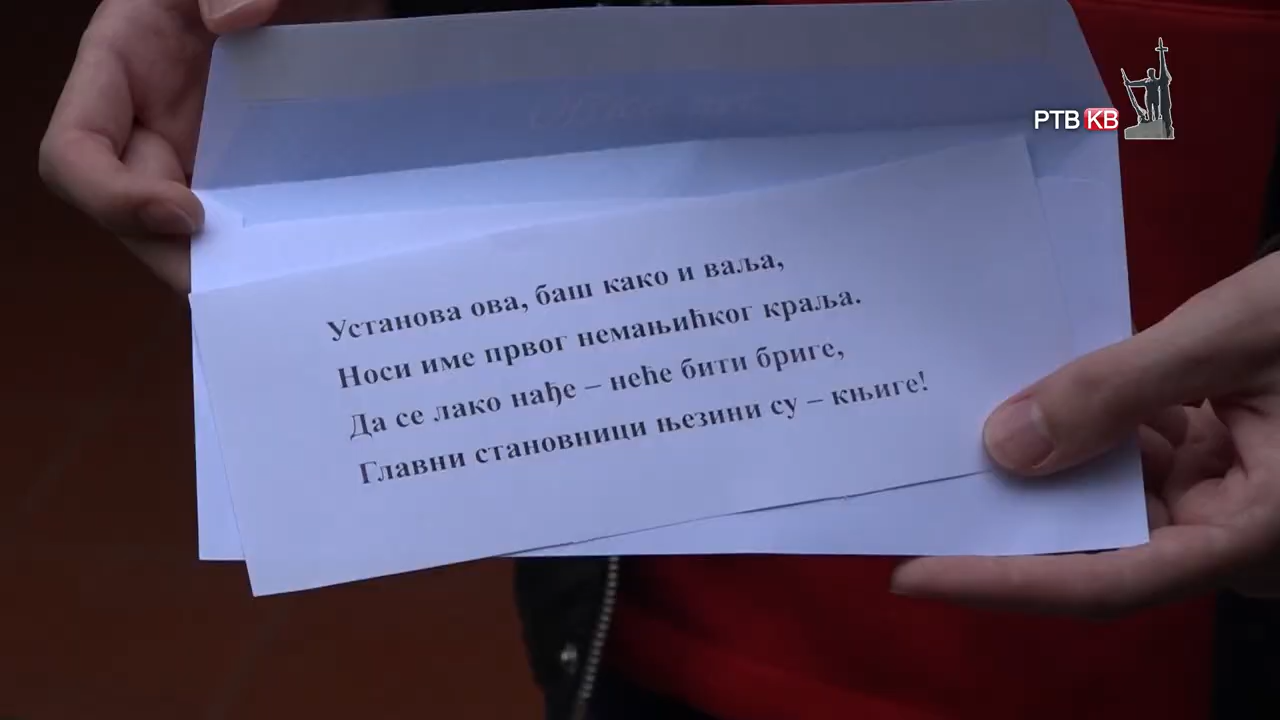 РТВ КВ
Установа ова, баш како и ваља,
Носи име првог немањићког краља.
Да се лако нађе – неће бити бриге,
Главни становници њезини су – књиге!